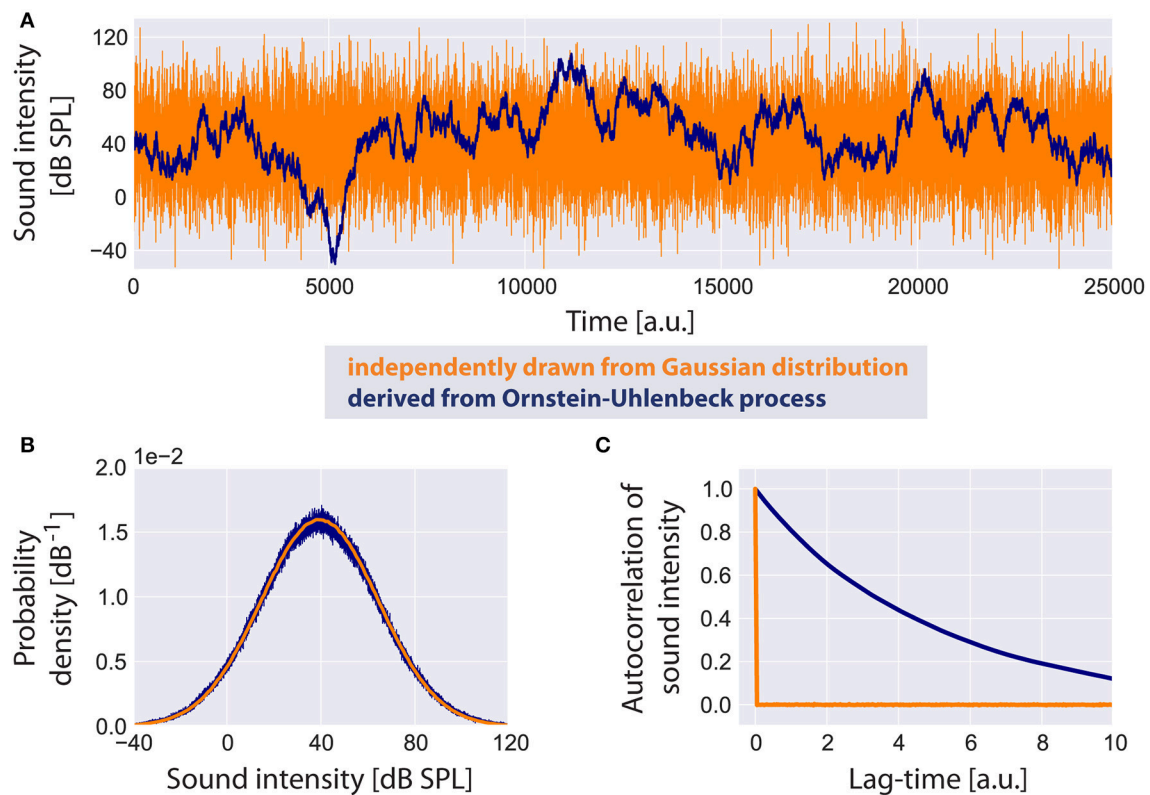 A
Sound intensity
[dB SPL]
120
80
40
0
−40
0 5000 10000 15000 20000 25000
Time [a.u.]
independently drawn from Gaussian distribution
derived from Ornstein-Uhlenbeck process
B
1e−2
Probability
density [dB⁻¹]
2.0
1.5
1.0
0.0
−40 0 40 80 120
Sound intensity [dB SPL]
C
Autocorrelation of
sound intensity
1.0
0.8
0.6
0.4
0.2
0.0
0 2 4 6 8 10
Lag-time [a.u.]